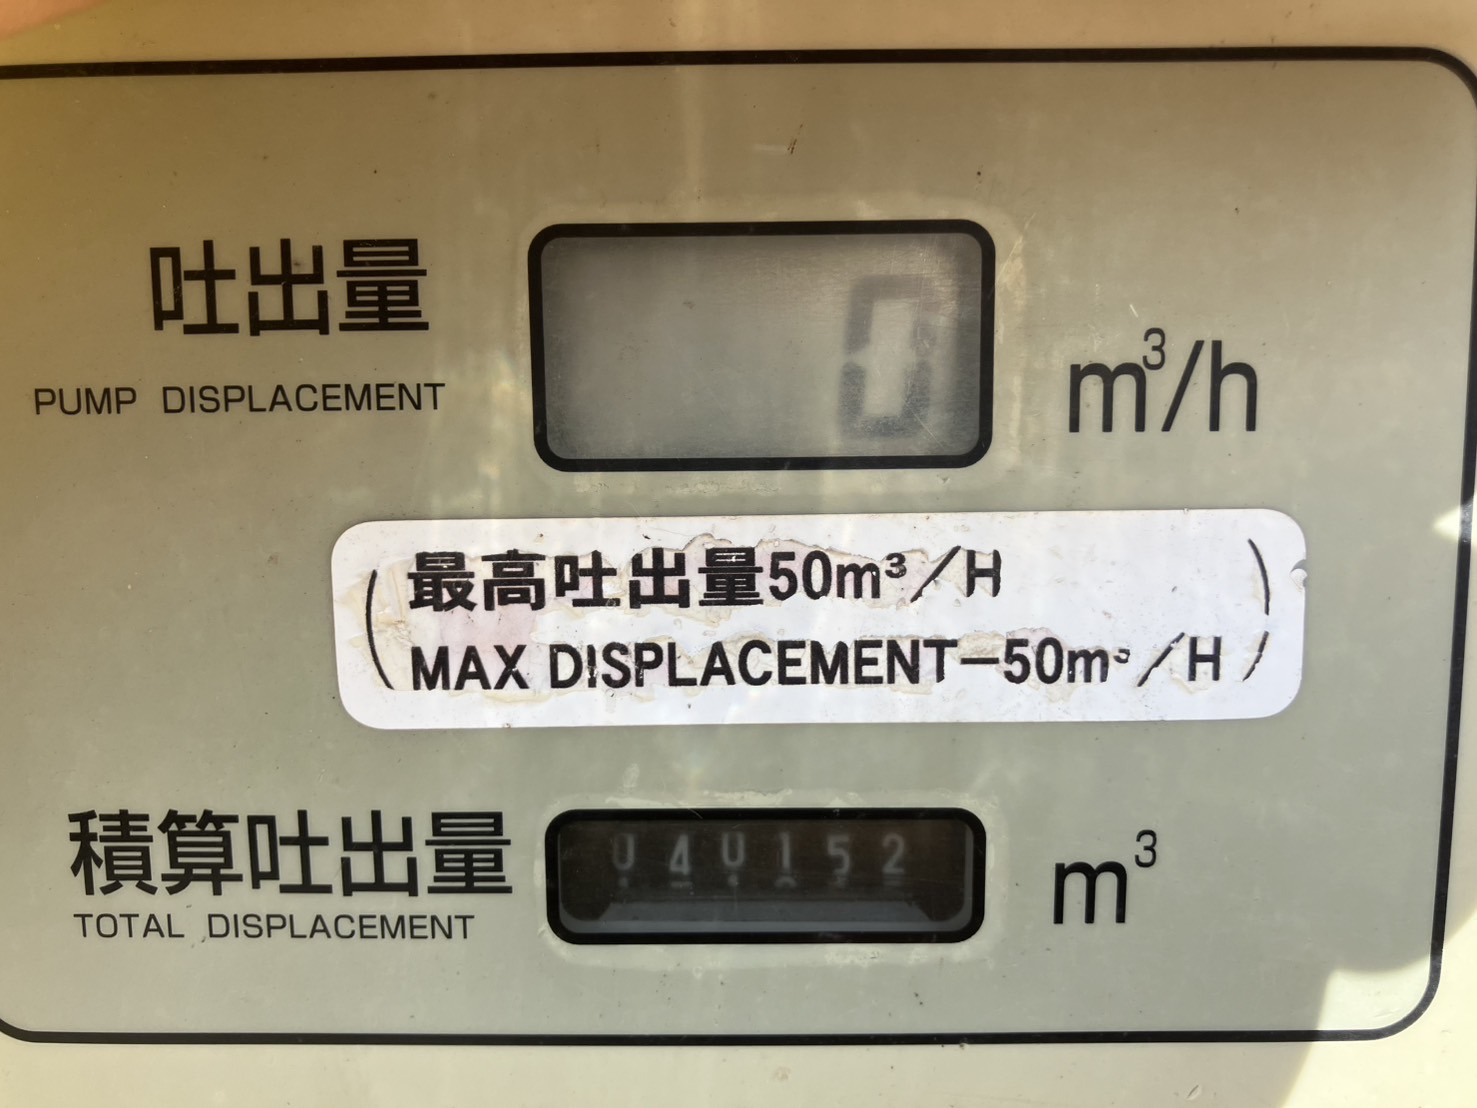 吐出量
PUMP DISPLACEMENT
0
m³/h
(最高吐出量50m³/H
MAX DISPLACEMENT-50m³/H)
積算吐出量
TOTAL DISPLACEMENT
040152
m³